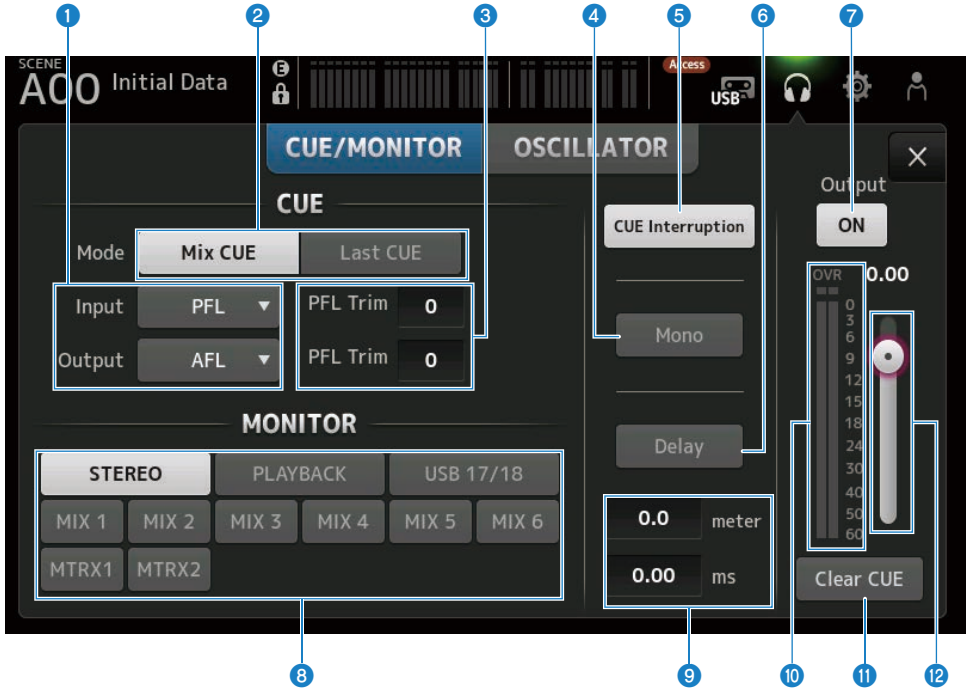 1 2 3 4 5 6 7
SCENE
A00 Initial Data
E
Access
USB
CUE/MONITOR OSCILLATOR
Output
CUE
CUE Interruption
ON
Mode Mix CUE Last CUE
OVR 0.00
Input PFL PFL Trim 0
Output AFL PFL Trim 0
Mono
0
3
6
9
12
15
18
24
30
40
50
60
MONITOR
Delay
STEREO PLAYBACK USB 17/18
MIX 1 MIX 2 MIX 3 MIX 4 MIX 5 MIX 6
MTRX1 MTRX2
0.0 meter
0.00 ms
Clear CUE
8 9 10 11 12